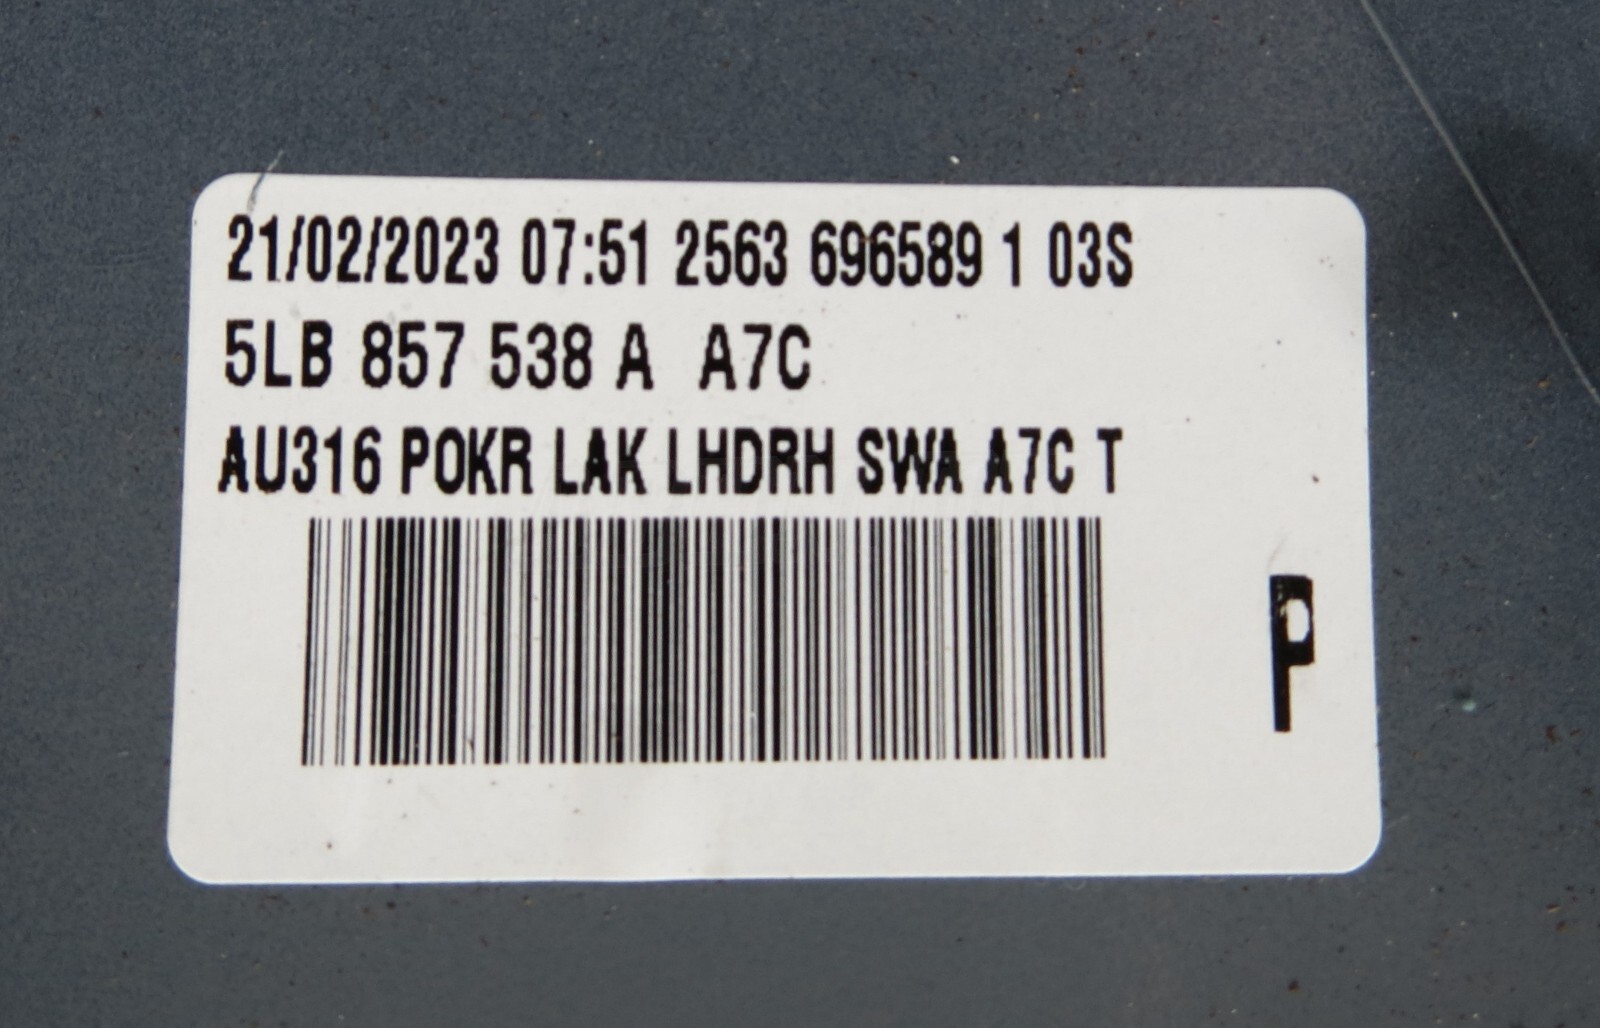 21/02/2023 07:51 2563 696589 1 03S
5LB 857 538 A A7C
AU316 POKR LAK LHDRH SWA A7C T
P